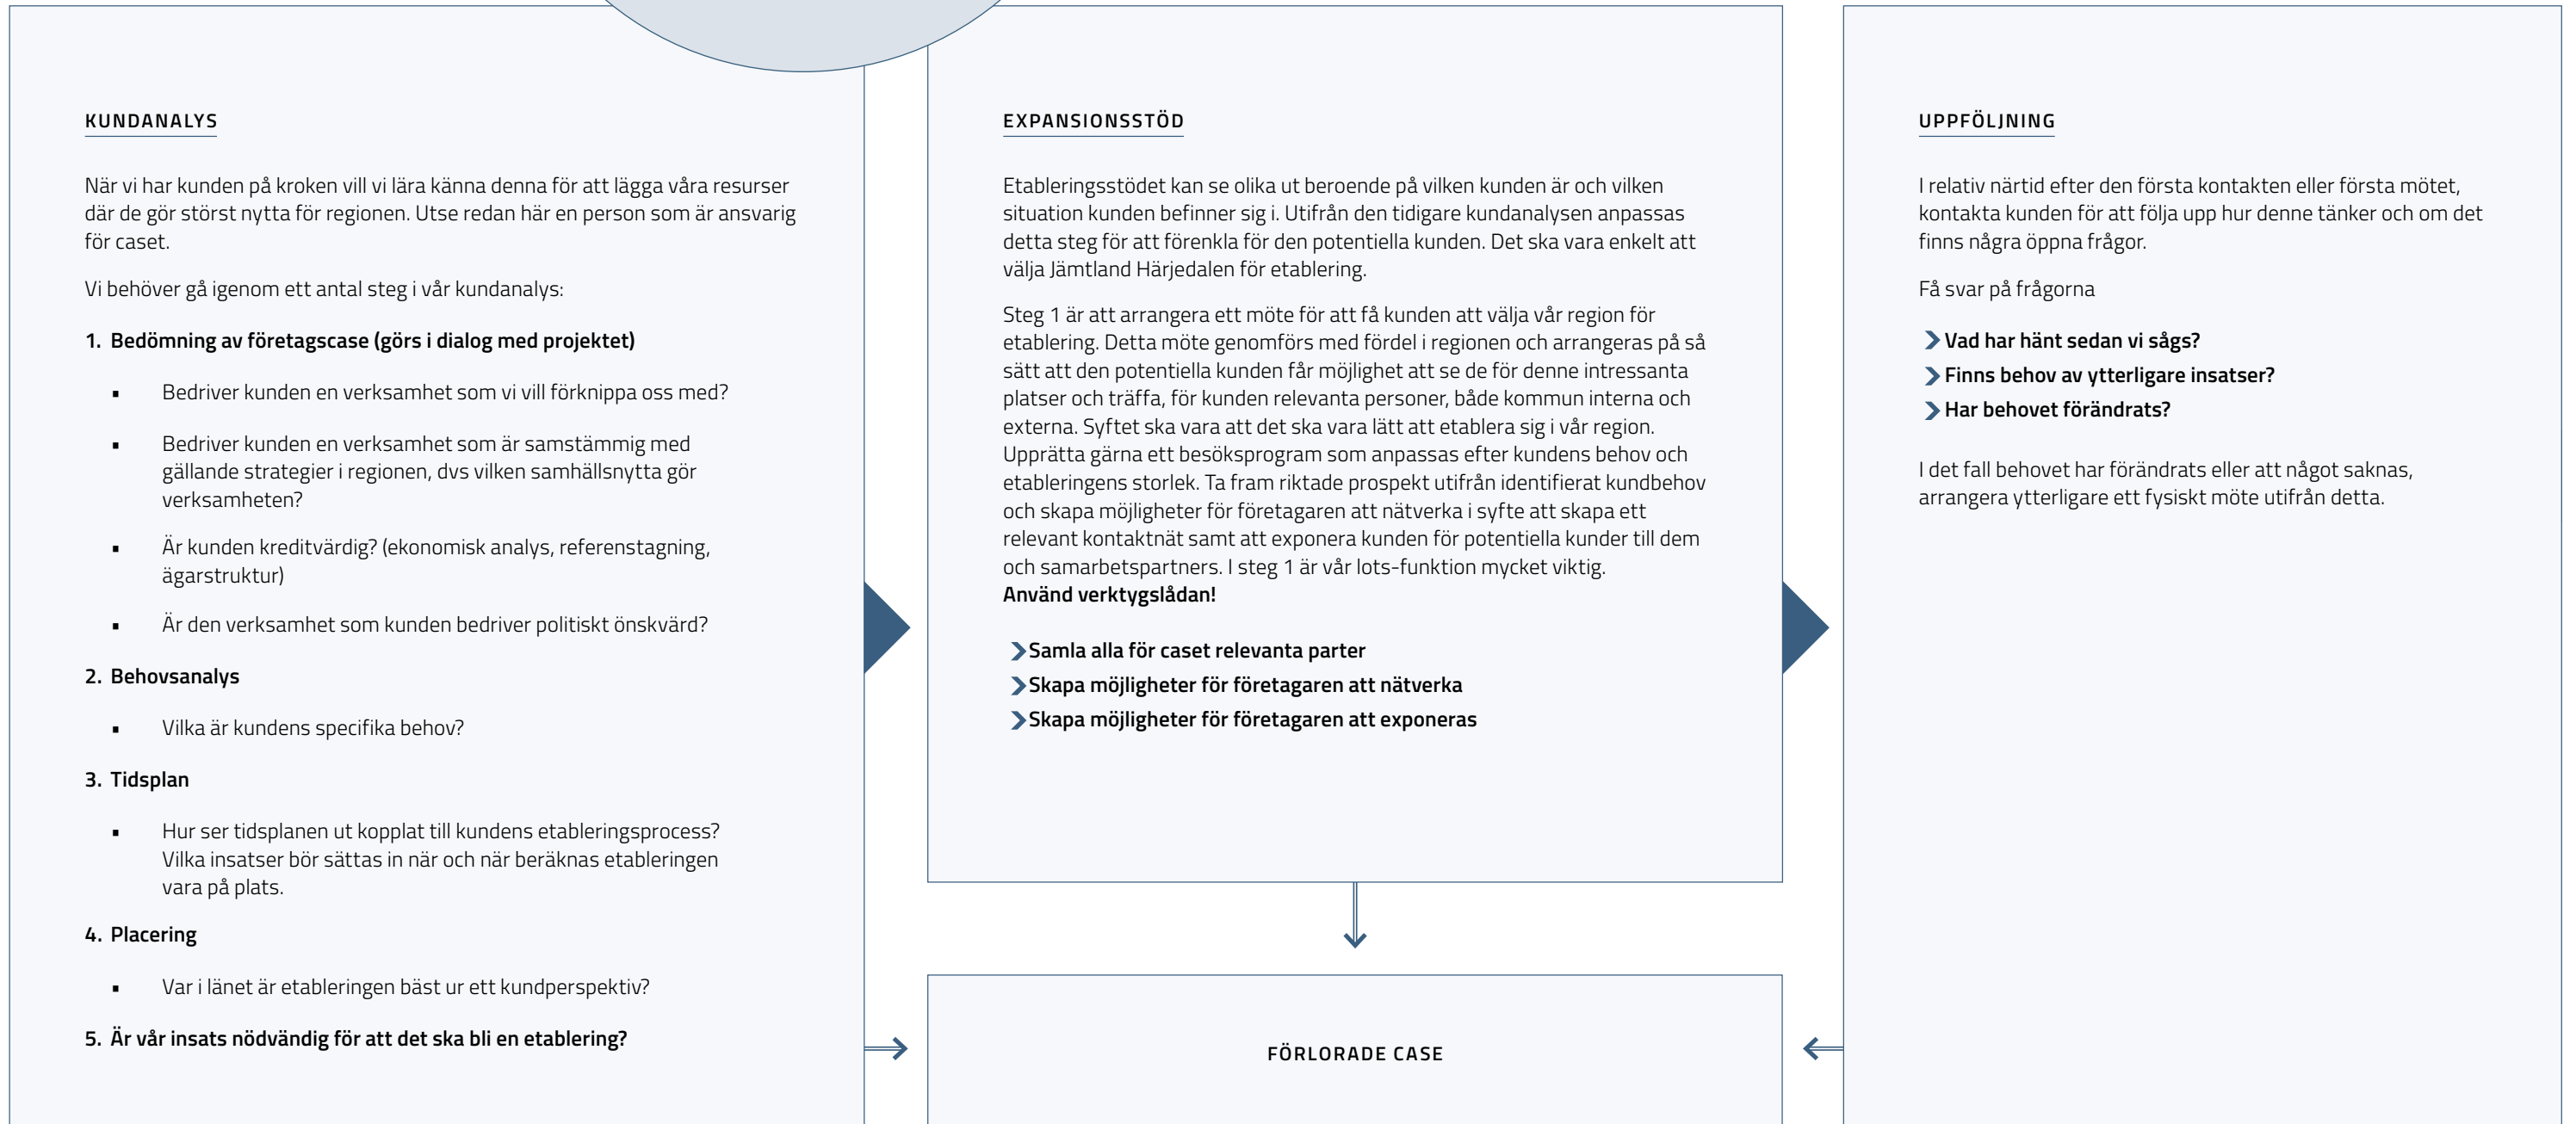 KUNDANALYS
När vi har kunden på kroken vill vi lära känna denna för att lägga våra resurser
där de gör störst nytta för regionen. Utse redan här en person som är ansvarig
för caset.
Vi behöver gå igenom ett antal steg i vår kundanalys:
1. Bedömning av företagscase (görs i dialog med projektet)
▪ Bedriver kunden en verksamhet som vi vill förknippa oss med?
▪ Bedriver kunden en verksamhet som är samstämmig med
gällande strategier i regionen, dvs vilken samhällsnytta gör
verksamheten?
▪ Är kunden kreditvärdig? (ekonomisk analys, referenstagning,
ägarstruktur)
▪ Är den verksamhet som kunden bedriver politiskt önskvärd?
2. Behovsanalys
▪ Vilka är kundens specifika behov?
3. Tidsplan
▪ Hur ser tidsplanen ut kopplat till kundens etableringsprocess?
Vilka insatser bör sättas in när och när beräknas etableringen
vara på plats.
4. Placering
▪ Var i länet är etableringen bäst ur ett kundperspektiv?
5. Är vår insats nödvändig för att det ska bli en etablering?
EXPANSIONSSTÖD
Etableringsstödet kan se olika ut beroende på vilken kunden är och vilken
situation kunden befinner sig i. Utifrån den tidigare kundanalysen anpassas
detta steg för att förenkla för den potentiella kunden. Det ska vara enkelt att
välja Jämtland Härjedalen för etablering.
Steg 1 är att arrangera ett möte för att få kunden att välja vår region för
etablering. Detta möte genomförs med fördel i regionen och arrangeras på så
sätt att den potentiella kunden får möjlighet att se de för denne intressanta
platser och träffa, för kunden relevanta personer, både kommun interna och
externa. Syftet ska vara att det ska vara lätt att etablera sig i vår region.
Upprätta gärna ett besöksprogram som anpassas efter kundens behov och
etableringens storlek. Ta fram riktade prospekt utifrån identifierat kundbehov
och skapa möjligheter för företagaren att nätverka i syfte att skapa ett
relevant kontaktnät samt att exponera kunden för potentiella kunder till dem
och samarbetspartners. I steg 1 är vår lots-funktion mycket viktig.
Använd verktygslådan!
Samla alla för caset relevanta parter
Skapa möjligheter för företagaren att nätverka
Skapa möjligheter för företagaren att exponeras
FÖRLORADE CASE
UPPFÖLJNING
I relativ närtid efter den första kontakten eller första mötet,
kontakta kunden för att följa upp hur denne tänker och om det
finns några öppna frågor.
Få svar på frågorna
Vad har hänt sedan vi sågs?
Finns behov av ytterligare insatser?
Har behovet förändrats?
I det fall behovet har förändrats eller att något saknas,
arrangera ytterligare ett fysiskt möte utifrån detta.